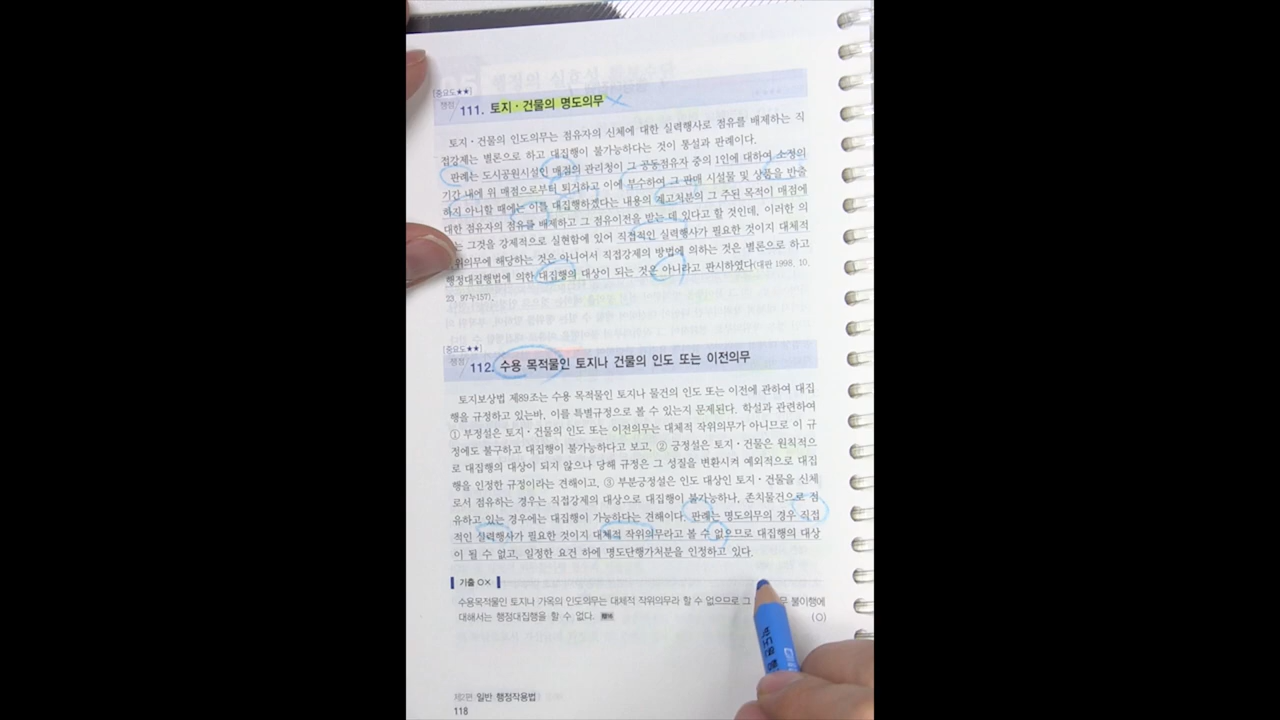 [중요도★★]
쟁점 111. 토지·건물의 명도의무
토지·건물의 인도의무는 점유자의 신체에 대한 실력행사로 점유를 배제하는 직
접강제는 별론으로 하고 대집행이 불가능하다는 것이 통설과 판례이다.
판례는 도시공원시설인 매점의 관리청이 그 공동점유자 중의 1인에 대하여 소정의
기간 내에 위 매점으로부터 퇴거하고 이에 부수하여 그 판매 시설물 및 상품을 반출
하지 아니할 때에는 이를 대집행하겠다는 내용의 계고처분의 그 주된 목적이 매점에
대한 점유자의 점유를 배제하고 그 점유이전을 받는 데 있다고 할 것인데, 이러한 의
는 그것을 강제적으로 실현함에 있어 직접적인 실력행사가 필요한 것이지 대체적
위의무에 해당하는 것은 아니어서 직접강제의 방법에 의하는 것은 별론으로 하고
행정대집행법에 의한 대집행의 대상이 되는 것은 아니라고 판시하였다(대판 1998. 10.
23, 97누157).
[중요도★★]
쟁점 112. 수용 목적물인 토지나 건물의 인도 또는 이전의무
토지보상법 제89조는 수용 목적물인 토지나 물건의 인도 또는 이전에 관하여 대집
행을 규정하고 있는바, 이를 특별규정으로 볼 수 있는지 문제된다. 학설과 관련하여
① 부정설은 토지·건물의 인도 또는 이전의무는 대체적 작위의무가 아니므로 이 규
정에도 불구하고 대집행이 불가능하다고 보고, ② 긍정설은 토지·건물은 원칙적으
로 대집행의 대상이 되지 않으나 당해 규정은 그 성질을 변환시켜 예외적으로 대집
행을 인정한 규정이라는 견해이고, ③ 부분긍정설은 인도 대상인 토지·건물을 신체
로서 점유하는 경우는 직접강제의 대상으로 대집행이 불가능하나, 존치물건으로 점
유하고 있는 경우에는 대집행이 가능하다는 견해이다. 판례는 명도의무의 경우 직접
적인 실력행사가 필요한 것이지 대체적 작위의무라고 볼 수 없으므로 대집행의 대상
이 될 수 없고, 일정한 요건 하에 명도단행가처분을 인정하고 있다.
기출 OX
수용목적물인 토지나 가옥의 인도의무는 대체적 작위의무라 할 수 없으므로 그 무 불이행에
대해서는 행정대집행을 할 수 없다. (O)
제2편 일반 행정작용법
118